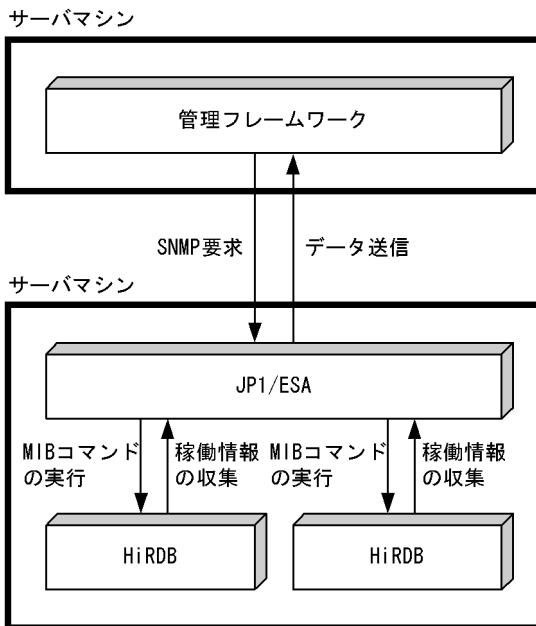 サーバマシン
管理フレームワーク
SNMP要求
データ送信
サーバマシン
JP1/ESA
MIBコマンド
の実行
稼働情報
の収集
MIBコマンド
の実行
稼働情報
の収集
HiRDB
HiRDB